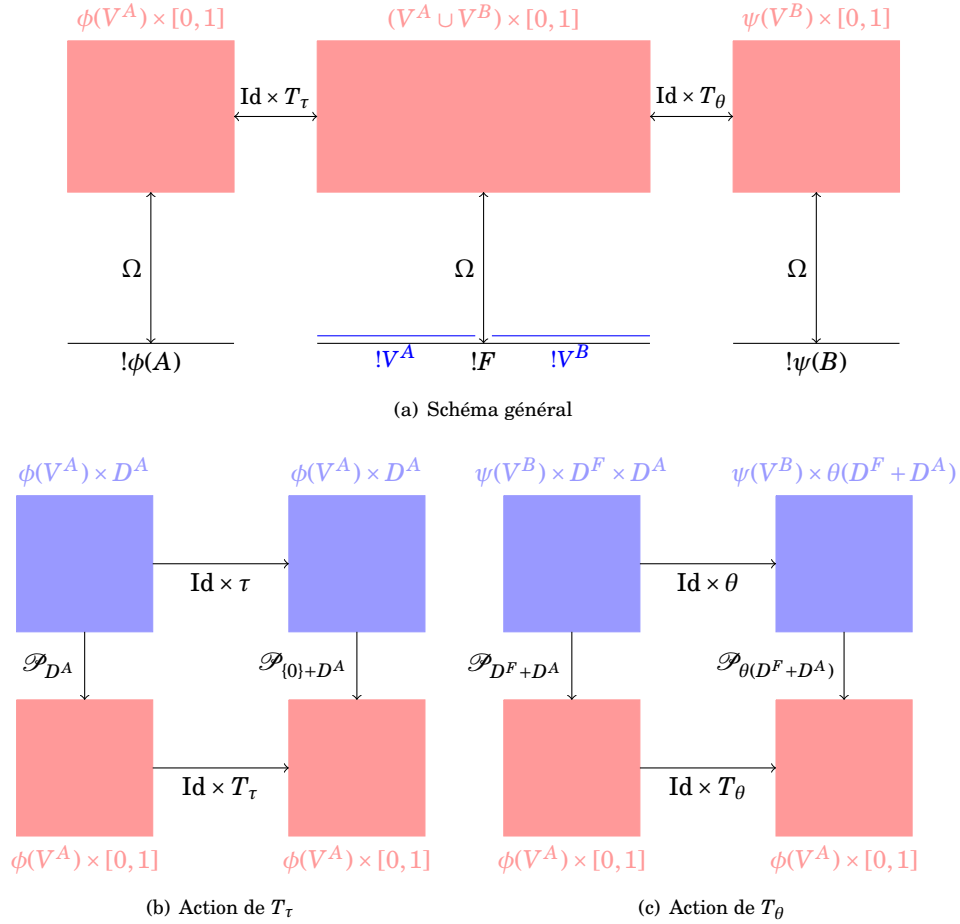 ϕ(V^A) × [0, 1] (V^A ∪ V^B) × [0, 1] ψ(V^B) × [0, 1]
Id × T_τ Id × T_θ
Ω Ω Ω
!ϕ(A) !V^A !F !V^B !ψ(B)
(a) Schéma général
ϕ(V^A) × D^A ϕ(V^A) × D^A ψ(V^B) × D^F × D^A ψ(V^B) × θ(D^F + D^A)
Id × τ Id × θ
𝒫_{D^A} 𝒫_{{0}+D^A} 𝒫_{D^F+D^A} 𝒫_{θ(D^F+D^A)}
Id × T_τ Id × T_θ
ϕ(V^A) × [0, 1] ϕ(V^A) × [0, 1] ϕ(V^A) × [0, 1] ϕ(V^A) × [0, 1]
(b) Action de T_τ (c) Action de T_θ